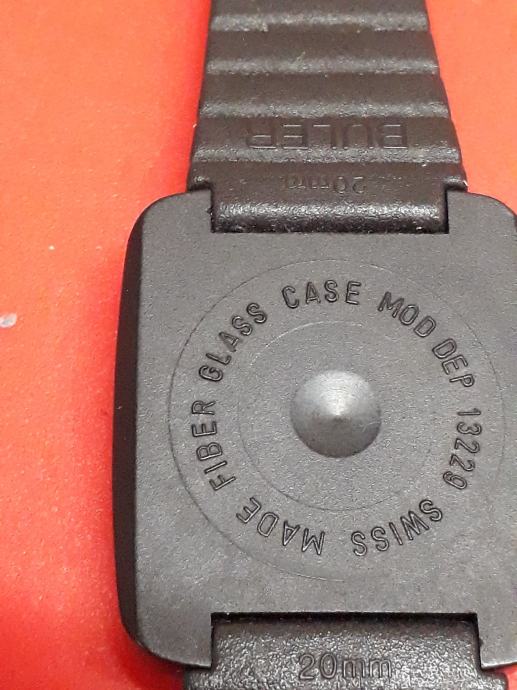 BULER
20mm
FIBER GLASS CASE MOD DEP 13229 SWISS MADE
20mm